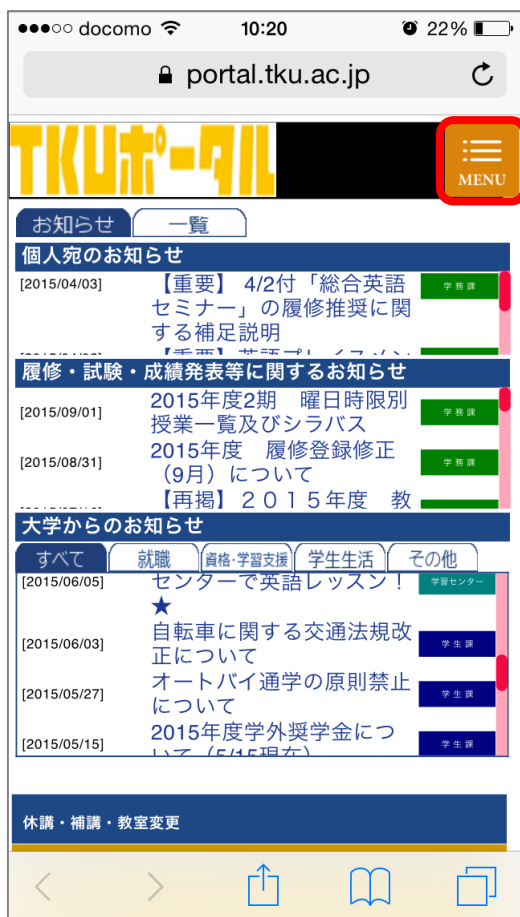 docomo 10:20 22%
portal.tku.ac.jp
TKUポータル
MENU
お知らせ 一覧
個人宛のお知らせ
[2015/04/03] 【重要】 4/2付「総合英語 学務課
セミナー」の履修推奨に関
する補足説明
履修・試験・成績発表等に関するお知らせ
[2015/09/01] 2015年度2期 曜日時限別 学務課
授業一覧及びシラバス
[2015/08/31] 2015年度 履修登録修正 学務課
（9月）について
【再掲】２０１５年度 教
大学からのお知らせ
すべて 就職 資格・学習支援 学生生活 その他
[2015/06/05] センターで英語レッスン！ 学習センター
★
[2015/06/03] 自転車に関する交通法規改 学生課
正について
[2015/05/27] オートバイ通学の原則禁止 学生課
について
[2015/05/15] 2015年度学外奨学金につ 学生課
いて（5/15現在）
休講・補講・教室変更